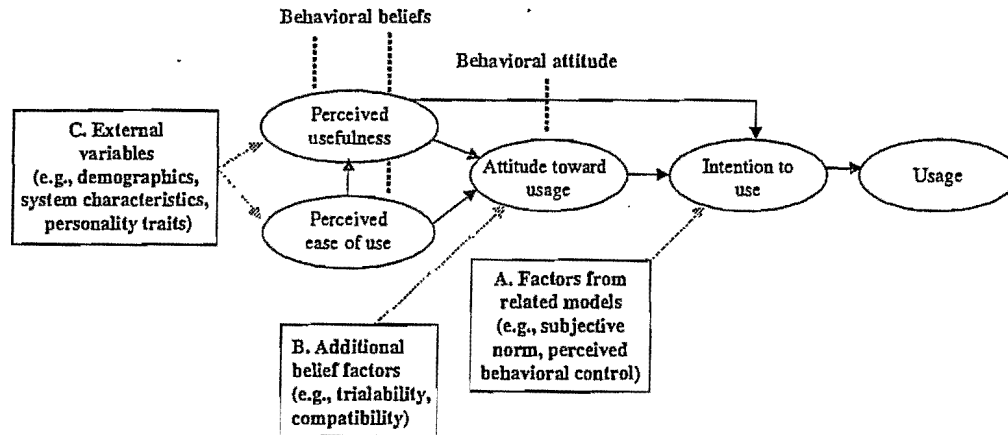 Behavioral beliefs
Behavioral attitude
Perceived
usefulness
C. External
variables
(e.g., demographics,
system characteristics,
personality traits)
Attitude toward
usage
Intention to
use
Usage
Perceived
ease of use
A. Factors from
related models
(e.g., subjective
norm, perceived
behavioral control)
B. Additional
belief factors
(e.g., trialability,
compatibility)